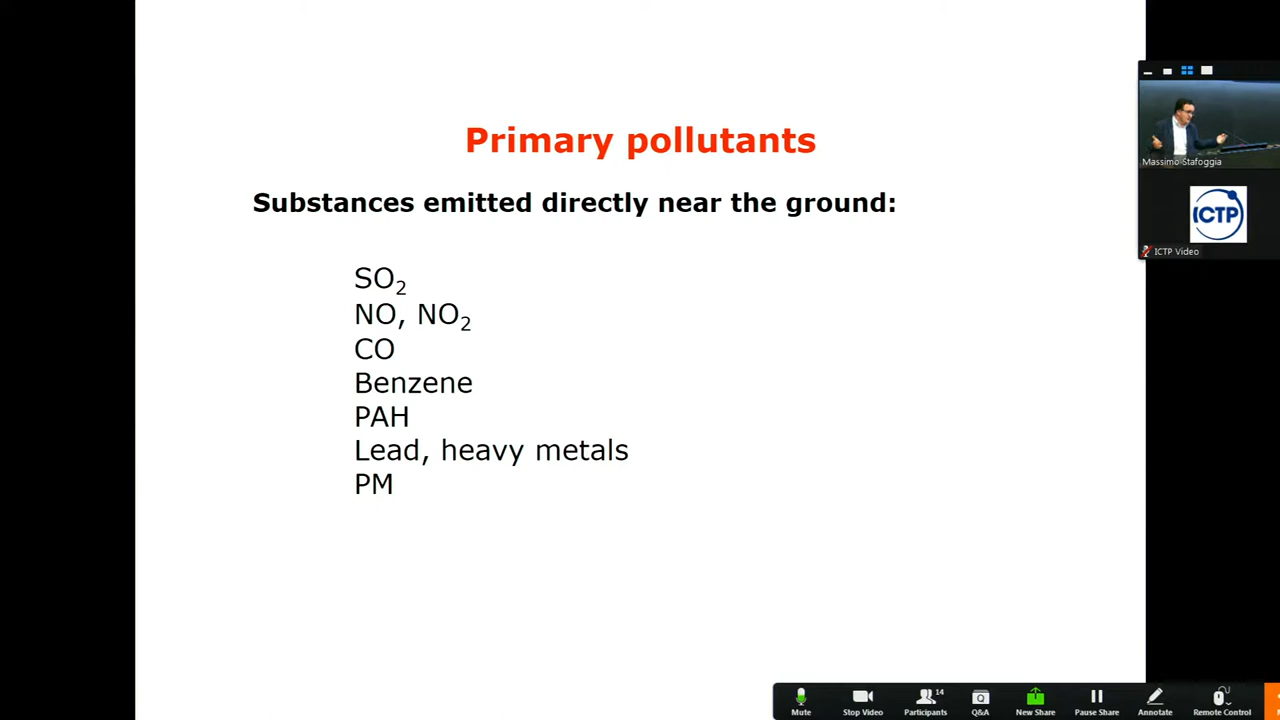 Primary pollutants
Substances emitted directly near the ground:
SO₂
NO, NO₂
CO
Benzene
PAH
Lead, heavy metals
PM
Massimo Stafoggia
ICTP
ICTP Video
14
Mute
Stop Video
Participants
Q&A
New Share
Pause Share
Annotate
Remote Control